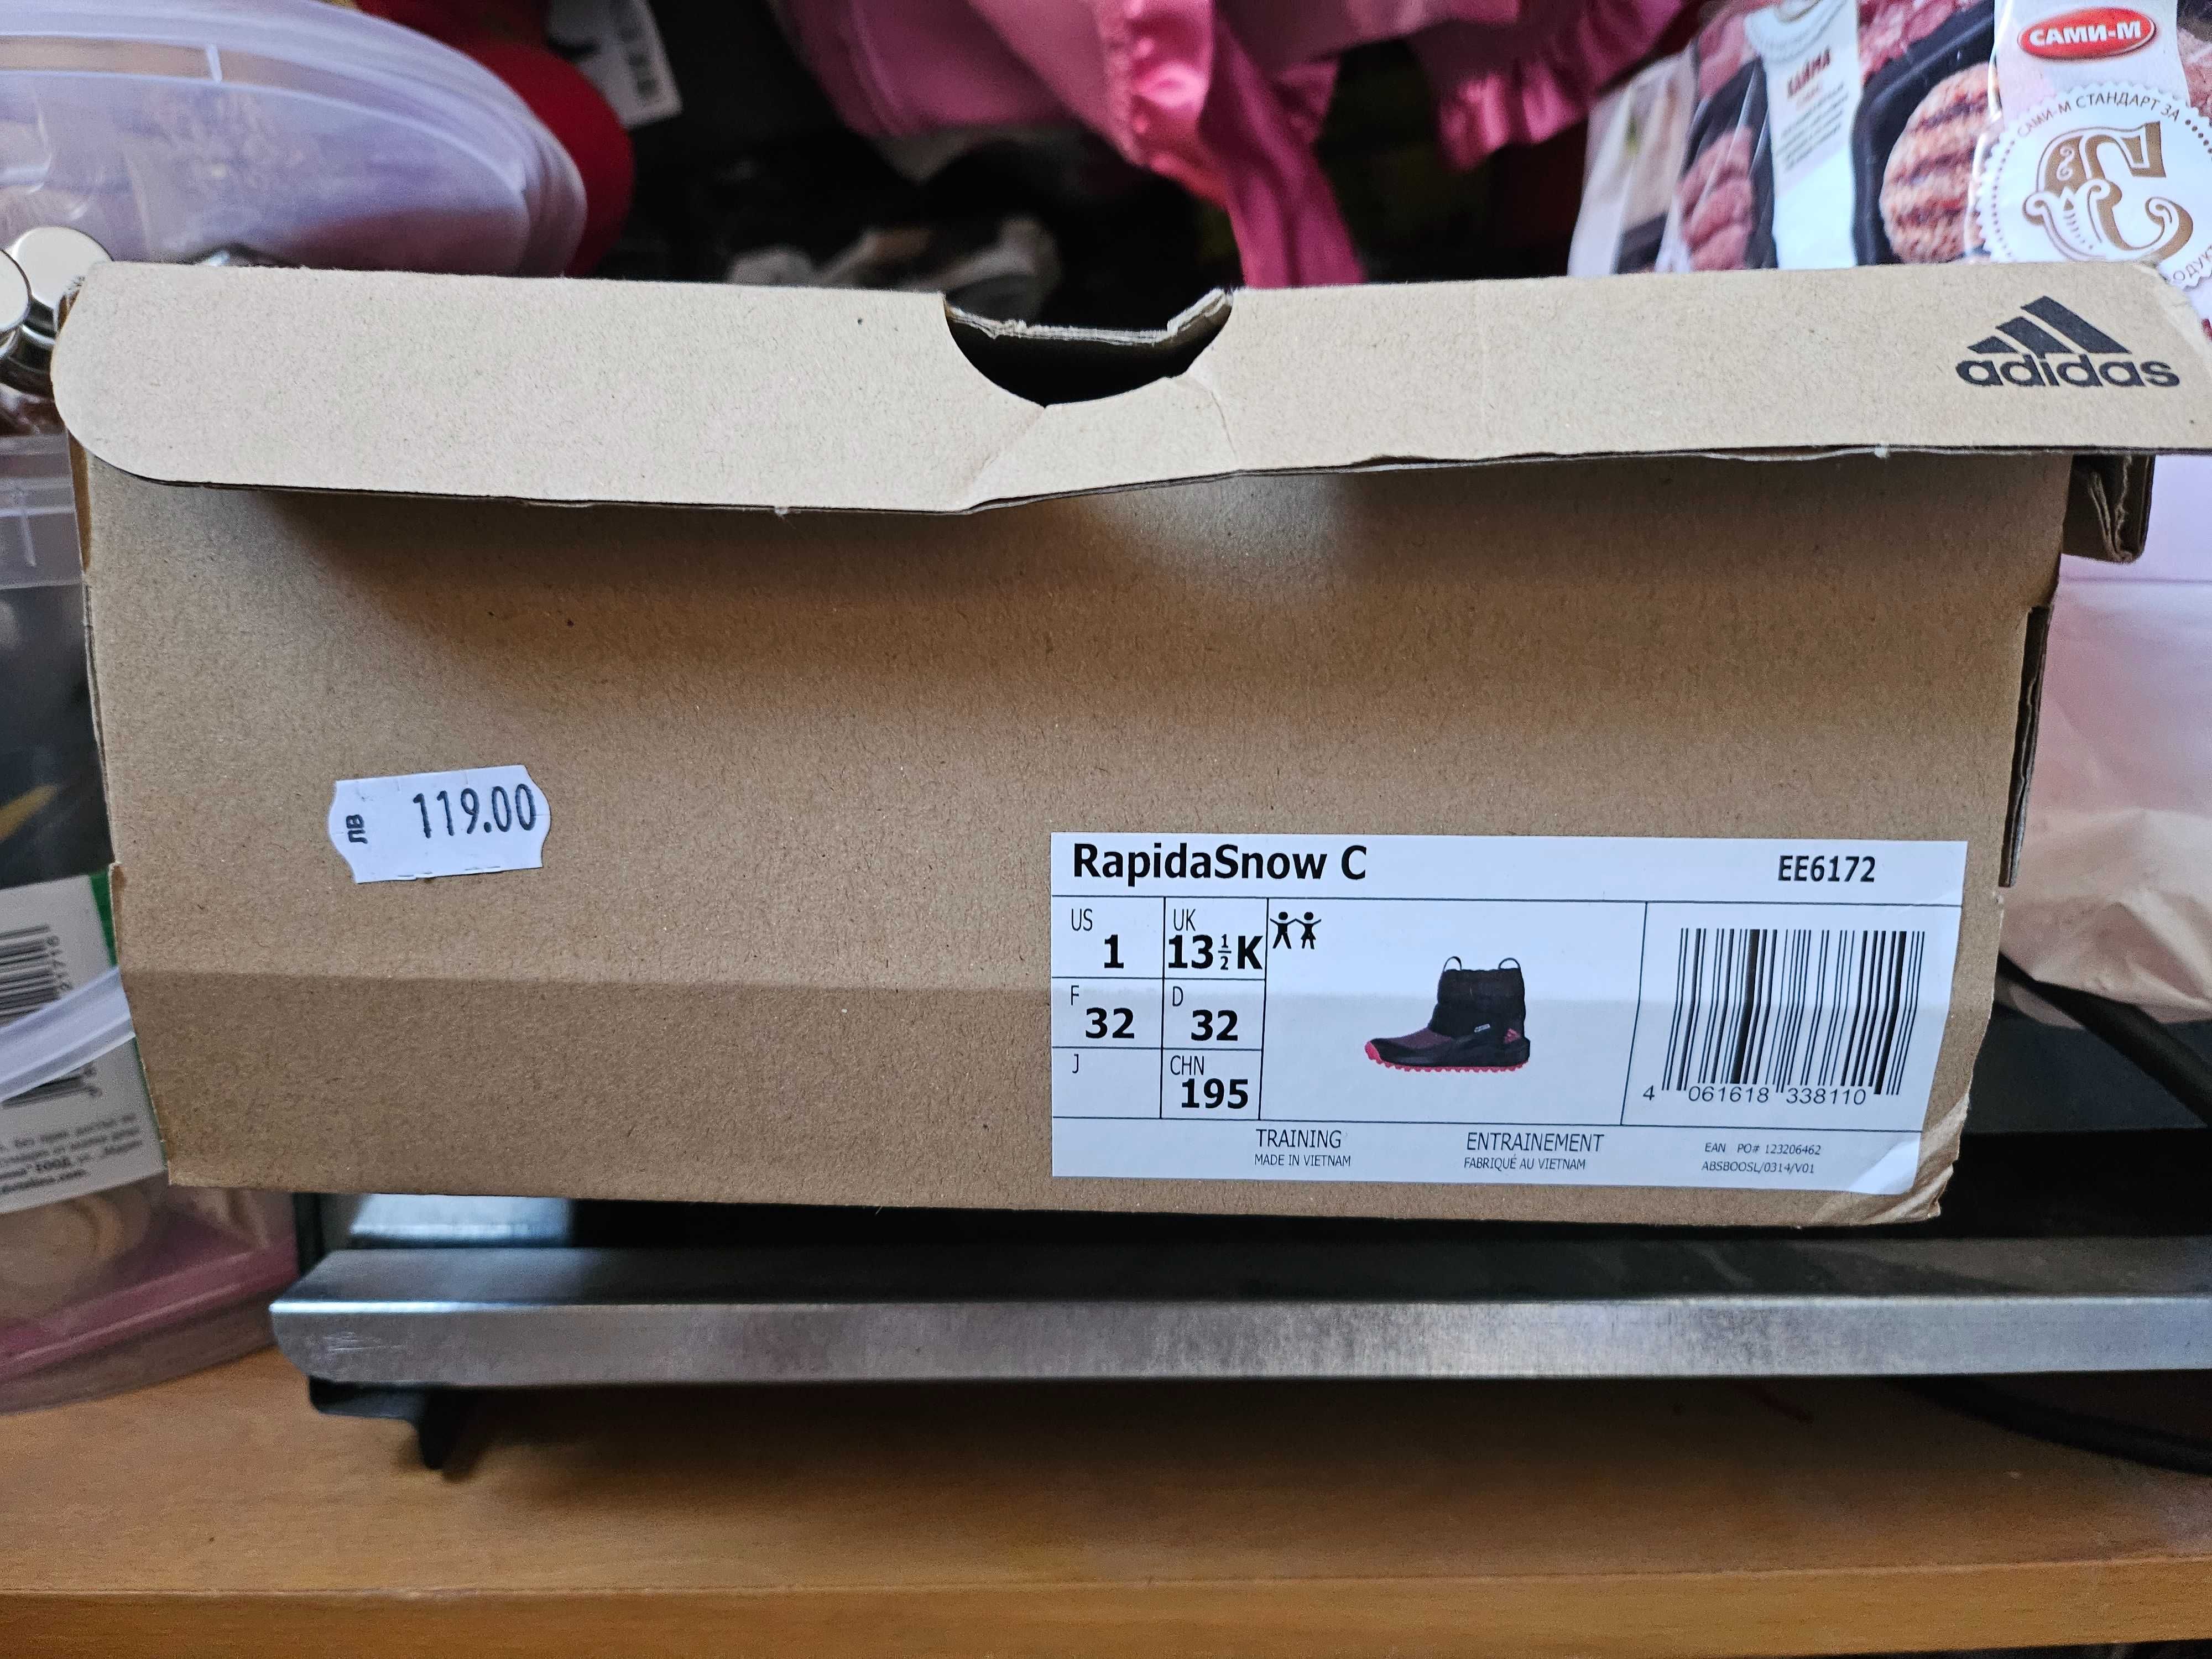 САМИ-М
КАЙМА
САМИ-М СТАНДАРТ ЗА
adidas
лв 119.00
RapidaSnow C
EE6172
US
1
UK
13½K
F
32
D
32
J
CHN
195
4 061618 338110
TRAINING
MADE IN VIETNAM
ENTRAINEMENT
FABRIQUÉ AU VIETNAM
EAN PO# 123206462
ABSBOOSL/0314/V01